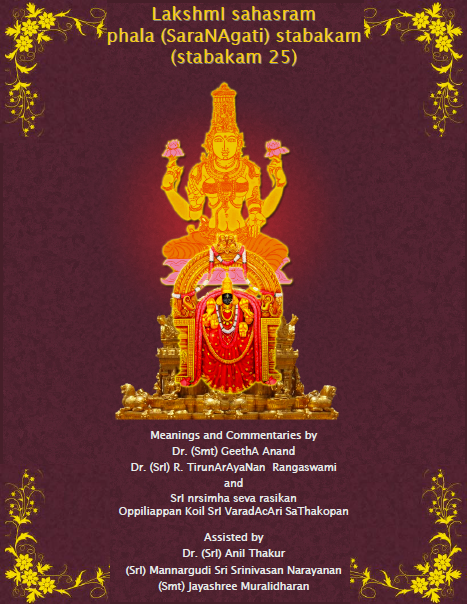 LakshmI sahasram
phala (SaraNAgati) stabakam
(stabakam 25)
Meanings and Commentaries by
Dr. (Smt) GeethA Anand
Dr. (SrI) R. TirunArAyaNan Rangaswami
and
SrI nrsimha seva rasikan
Oppiliappan Koil SrI VaradAcAri SaThakopan
Assisted by
Dr. (SrI) Anil Thakur
(SrI) Mannargudi Sri Srinivasan Narayanan
(Smt) Jayashree Muralidharan